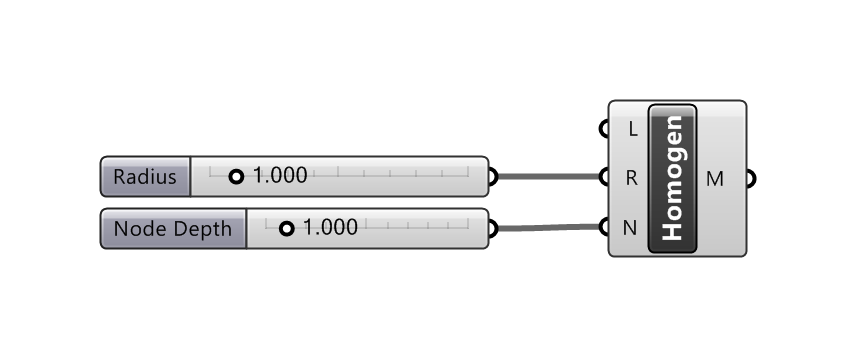 L
Radius 1.000
R
Homogen
M
Node Depth 1.000
N